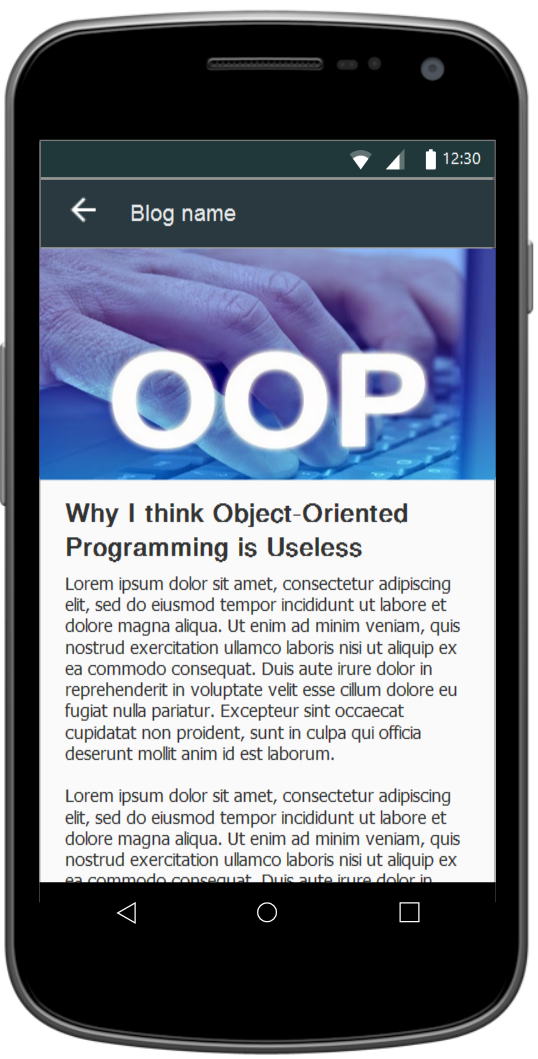 12:30
Blog name
OOP
Why I think Object-Oriented
Programming is Useless
Lorem ipsum dolor sit amet, consectetur adipiscing
elit, sed do eiusmod tempor incididunt ut labore et
dolore magna aliqua. Ut enim ad minim veniam, quis
nostrud exercitation ullamco laboris nisi ut aliquip ex
ea commodo consequat. Duis aute irure dolor in
reprehenderit in voluptate velit esse cillum dolore eu
fugiat nulla pariatur. Excepteur sint occaecat
cupidatat non proident, sunt in culpa qui officia
deserunt mollit anim id est laborum.
Lorem ipsum dolor sit amet, consectetur adipiscing
elit, sed do eiusmod tempor incididunt ut labore et
dolore magna aliqua. Ut enim ad minim veniam, quis
nostrud exercitation ullamco laboris nisi ut aliquip ex
ea commodo consequat. Duis aute irure dolor in